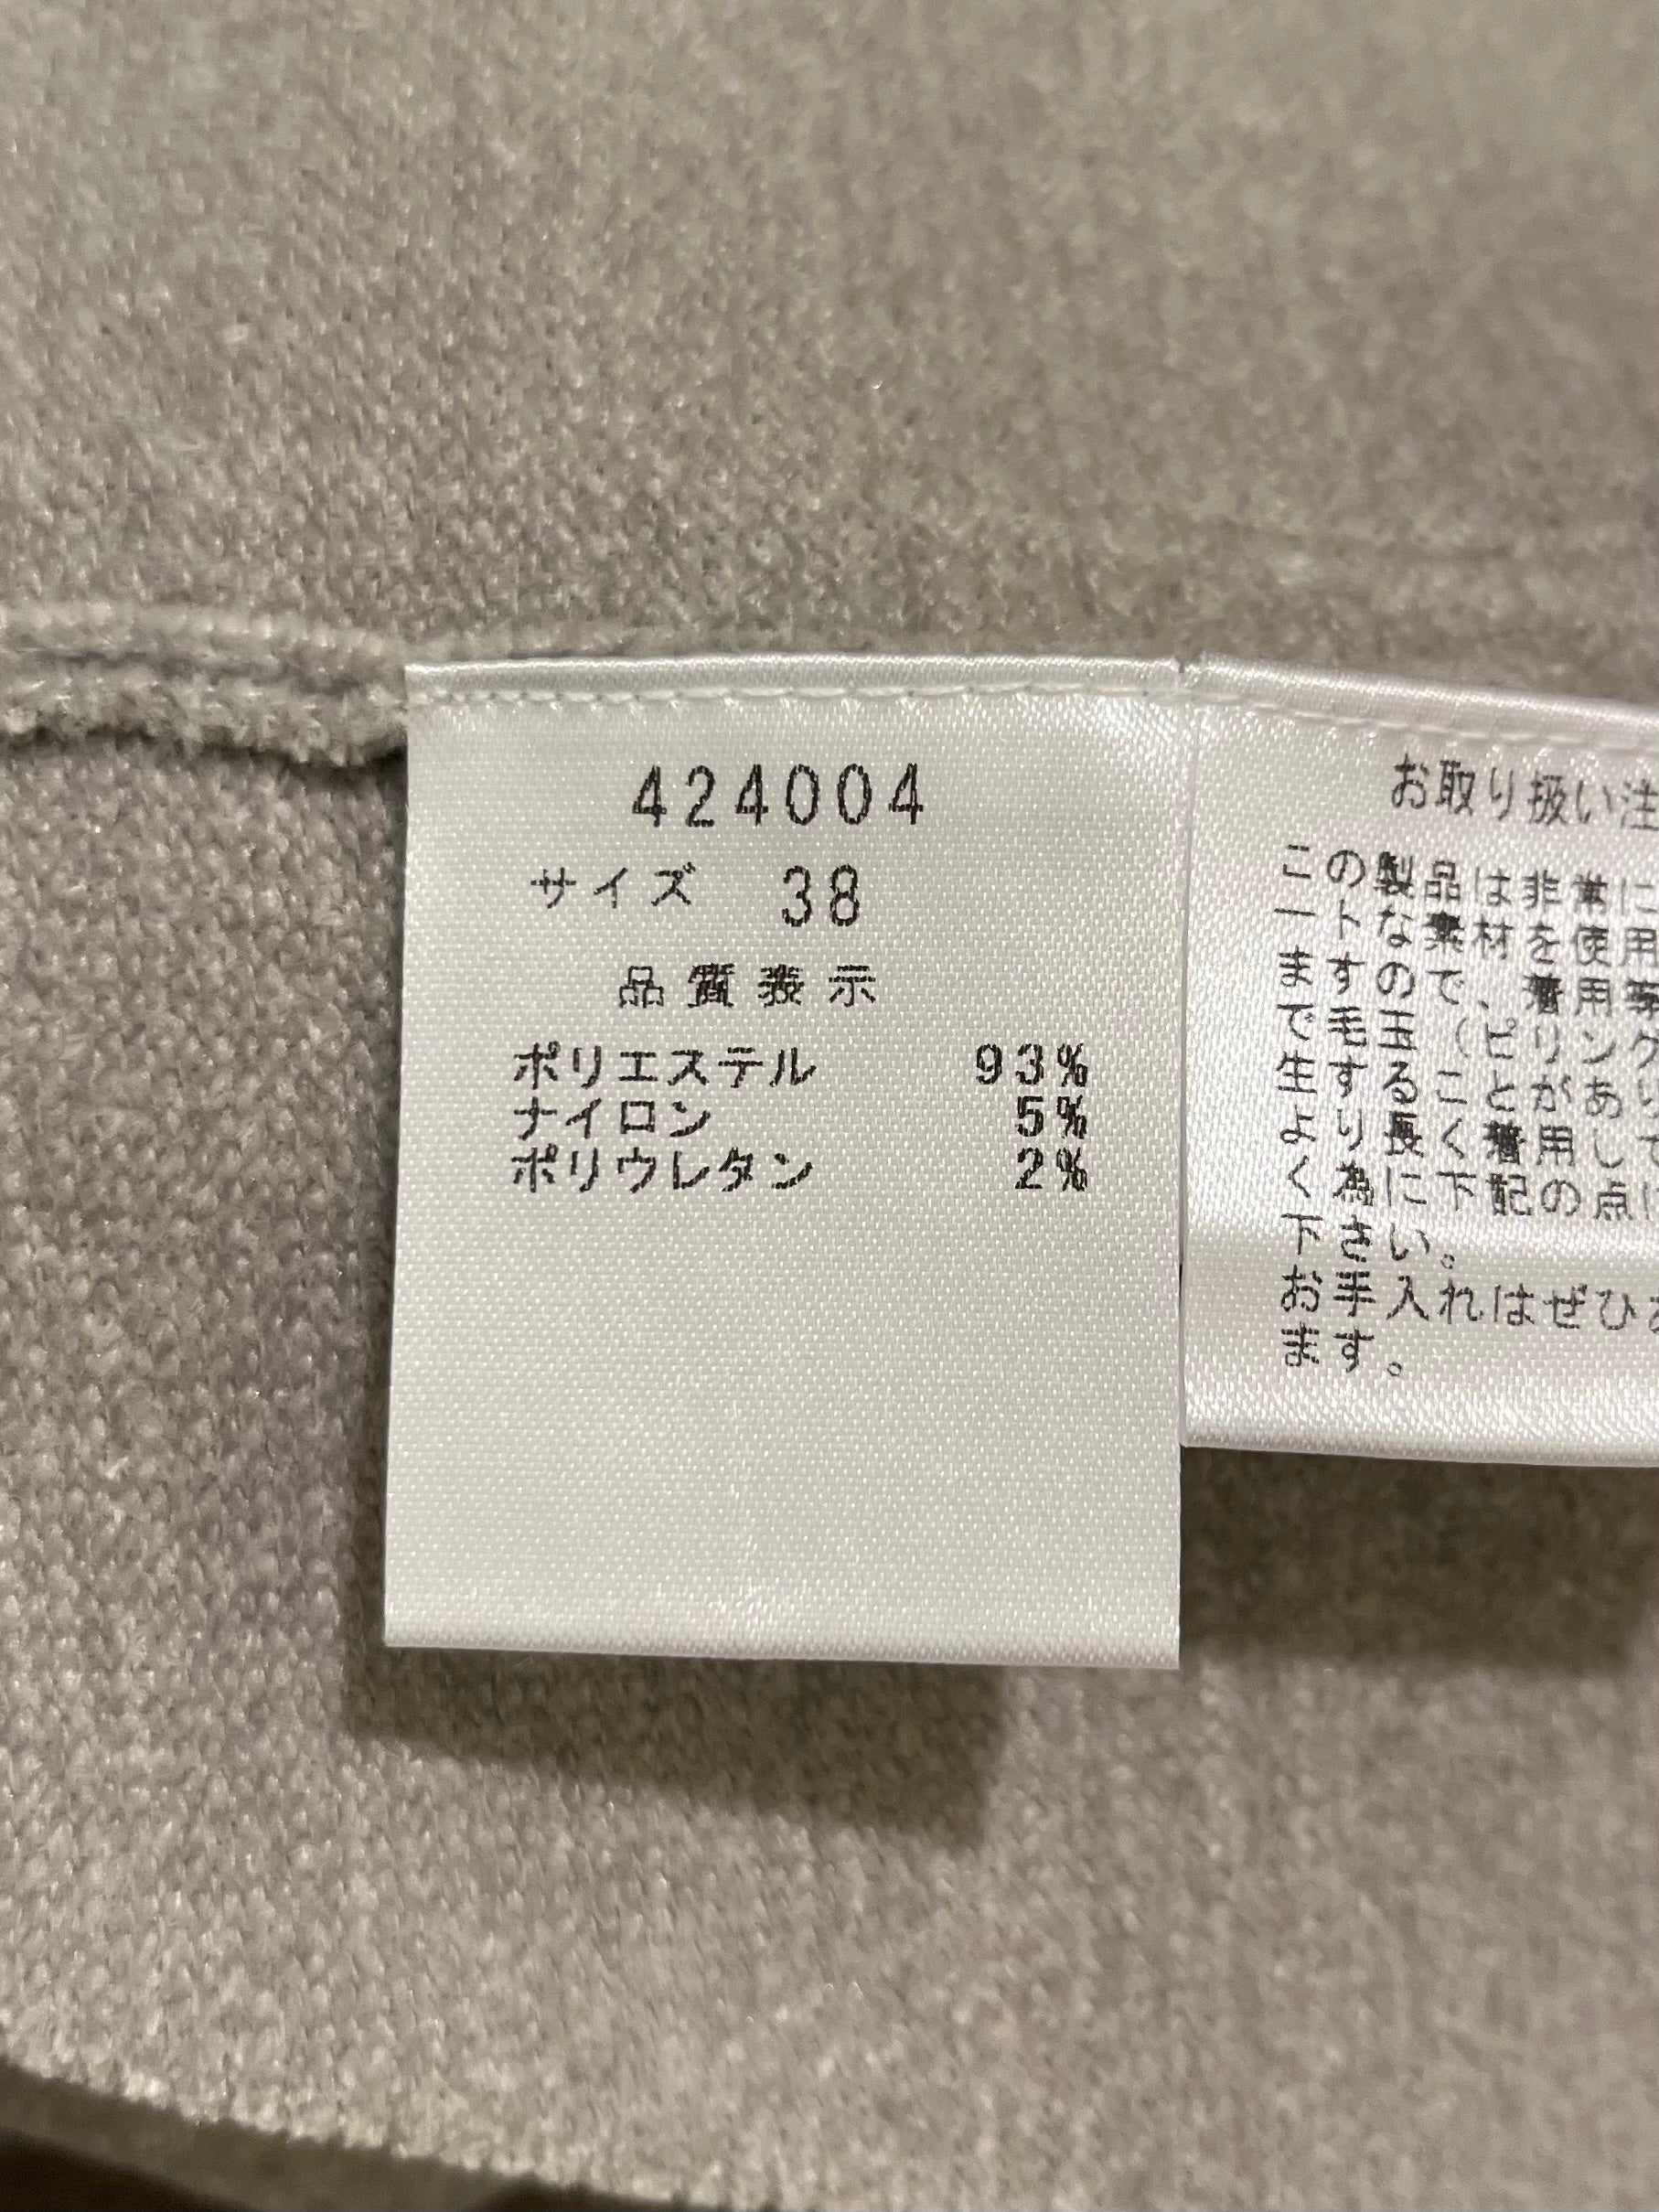 424004
サイズ 38
品質表示
ポリエステル 93%
ナイロン 5%
ポリウレタン 2%
お取り扱い注
この製品は非常に
ートな素材を使用
ますので、着用摩
で毛玉(ピリング
生することがあり
より長く着用して
く為に下記の点に
下さい。
お手入れはぜひ
ます。